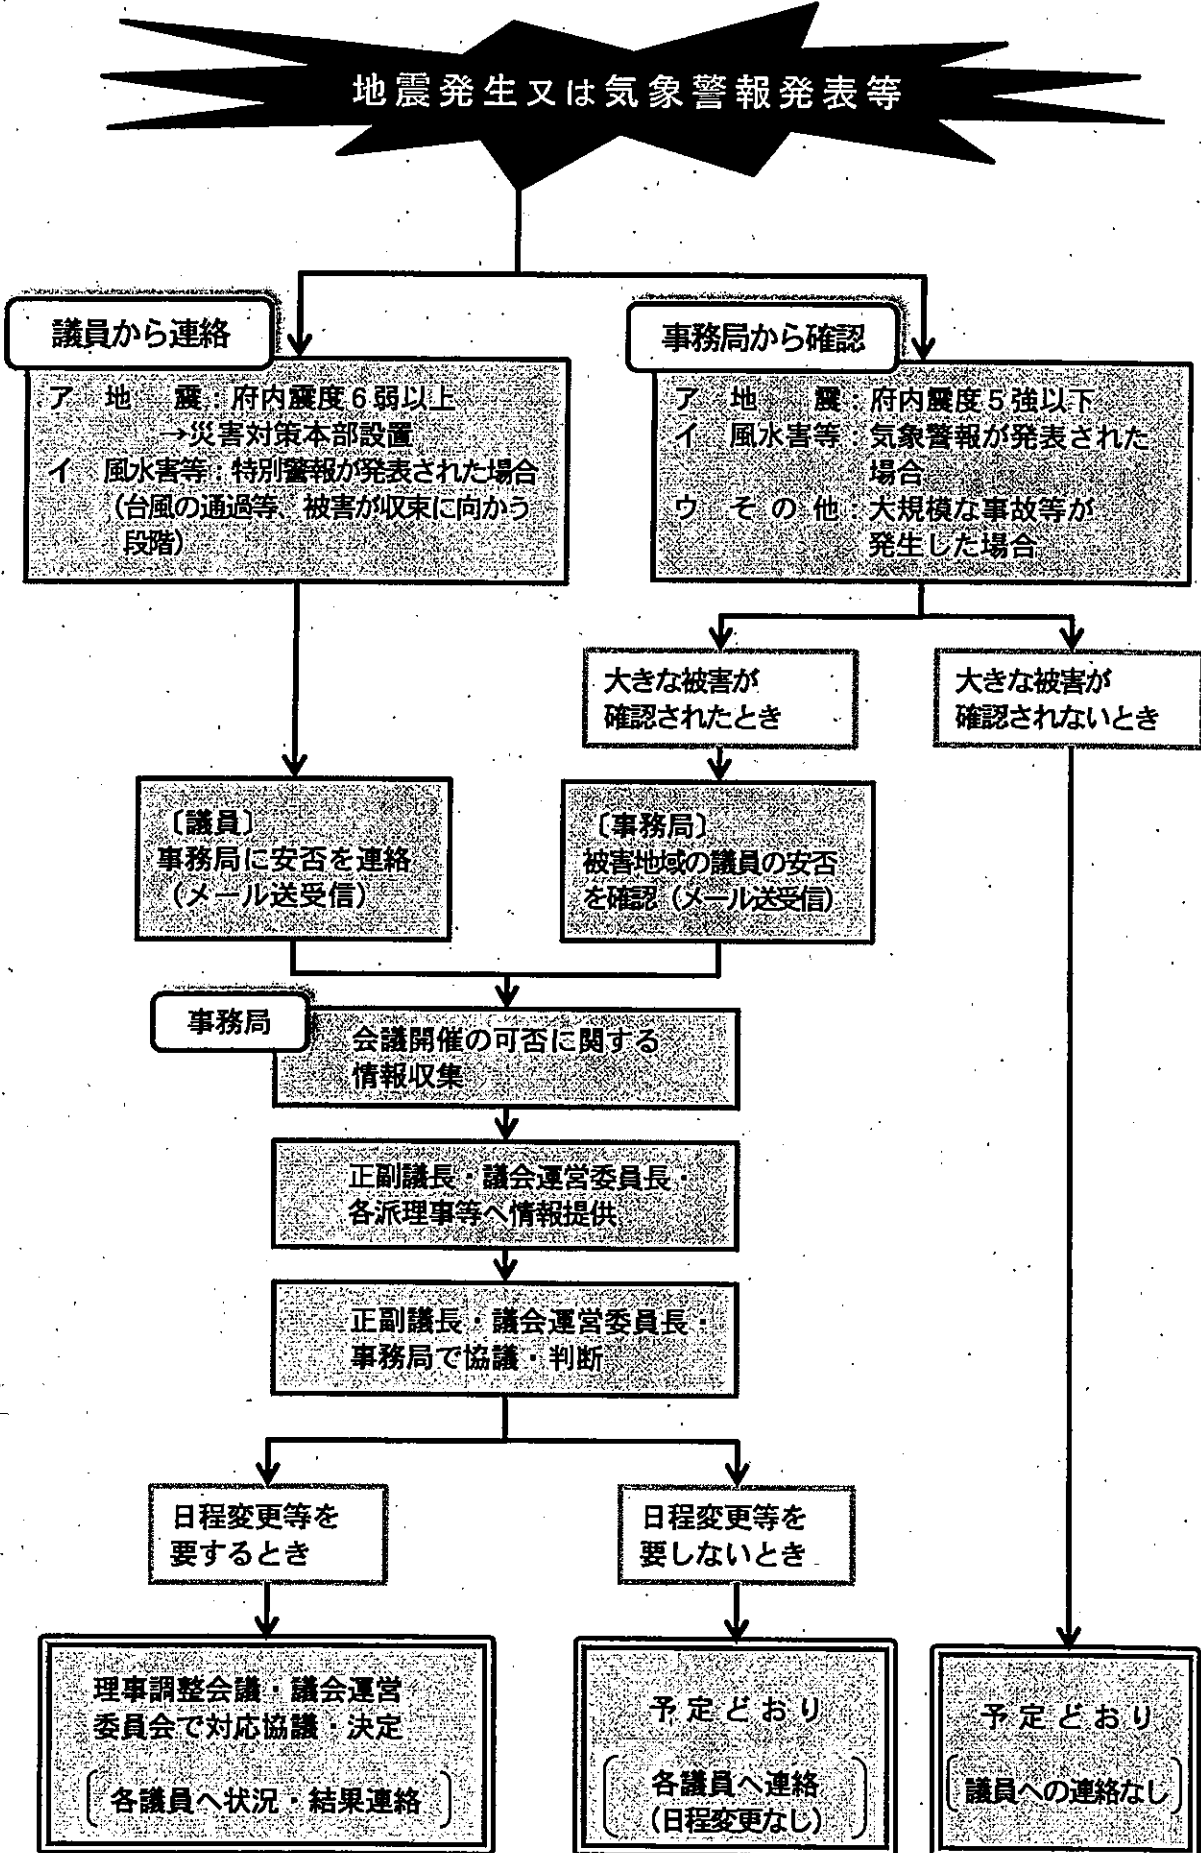 地震発生又は気象警報発表等
議員から連絡
ア 地 震：府内震度６弱以上
→災害対策本部設置
イ 風水害等：特別警報が発表された場合
（台風の通過等、被害が収束に向かう
段階）
事務局から確認
ア 地 震：府内震度５強以下
イ 風水害等：気象警報が発表された
場合
ウ そ の 他：大規模な事故等が
発生した場合
大きな被害が
確認されたとき
大きな被害が
確認されないとき
〔議員〕
事務局に安否を連絡
（メール送受信）
〔事務局〕
被害地域の議員の安否
を確認（メール送受信）
事務局
会議開催の可否に関する
情報収集
正副議長・議会運営委員長・
各派理事等へ情報提供
正副議長・議会運営委員長・
事務局で協議・判断
日程変更等を
要するとき
日程変更等を
要しないとき
理事調整会議・議会運営
委員会で対応協議・決定
各議員へ状況・結果連絡
予 定 ど お り
各議員へ連絡
（日程変更なし）
予 定 ど お り
議員への連絡なし